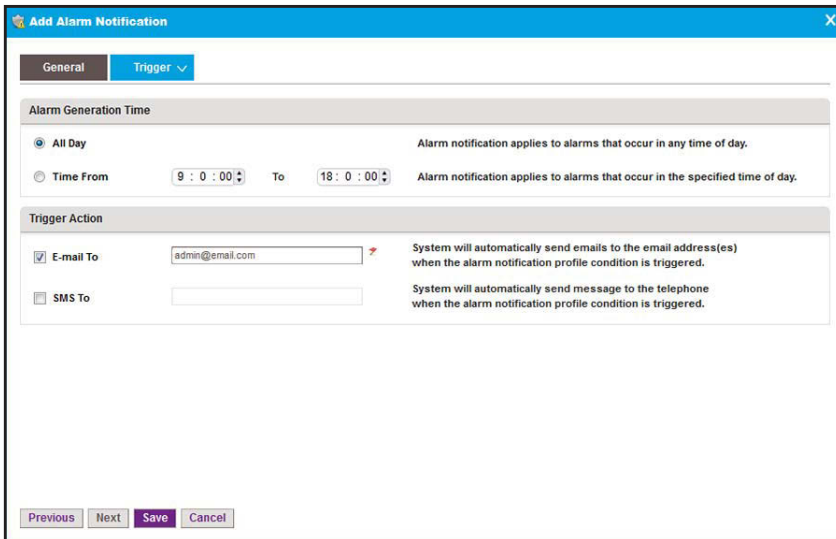 Add Alarm Notification X
General Trigger
Alarm Generation Time
All Day Alarm notification applies to alarms that occur in any time of day.
Time From 9 : 0 :00 To 18 : 0 :00 Alarm notification applies to alarms that occur in the specified time of day.
Trigger Action
E-mail To admin@email.com System will automatically send emails to the email address(es)
when the alarm notification profile condition is triggered.
SMS To System will automatically send message to the telephone
when the alarm notification profile condition is triggered.
Previous Next Save Cancel